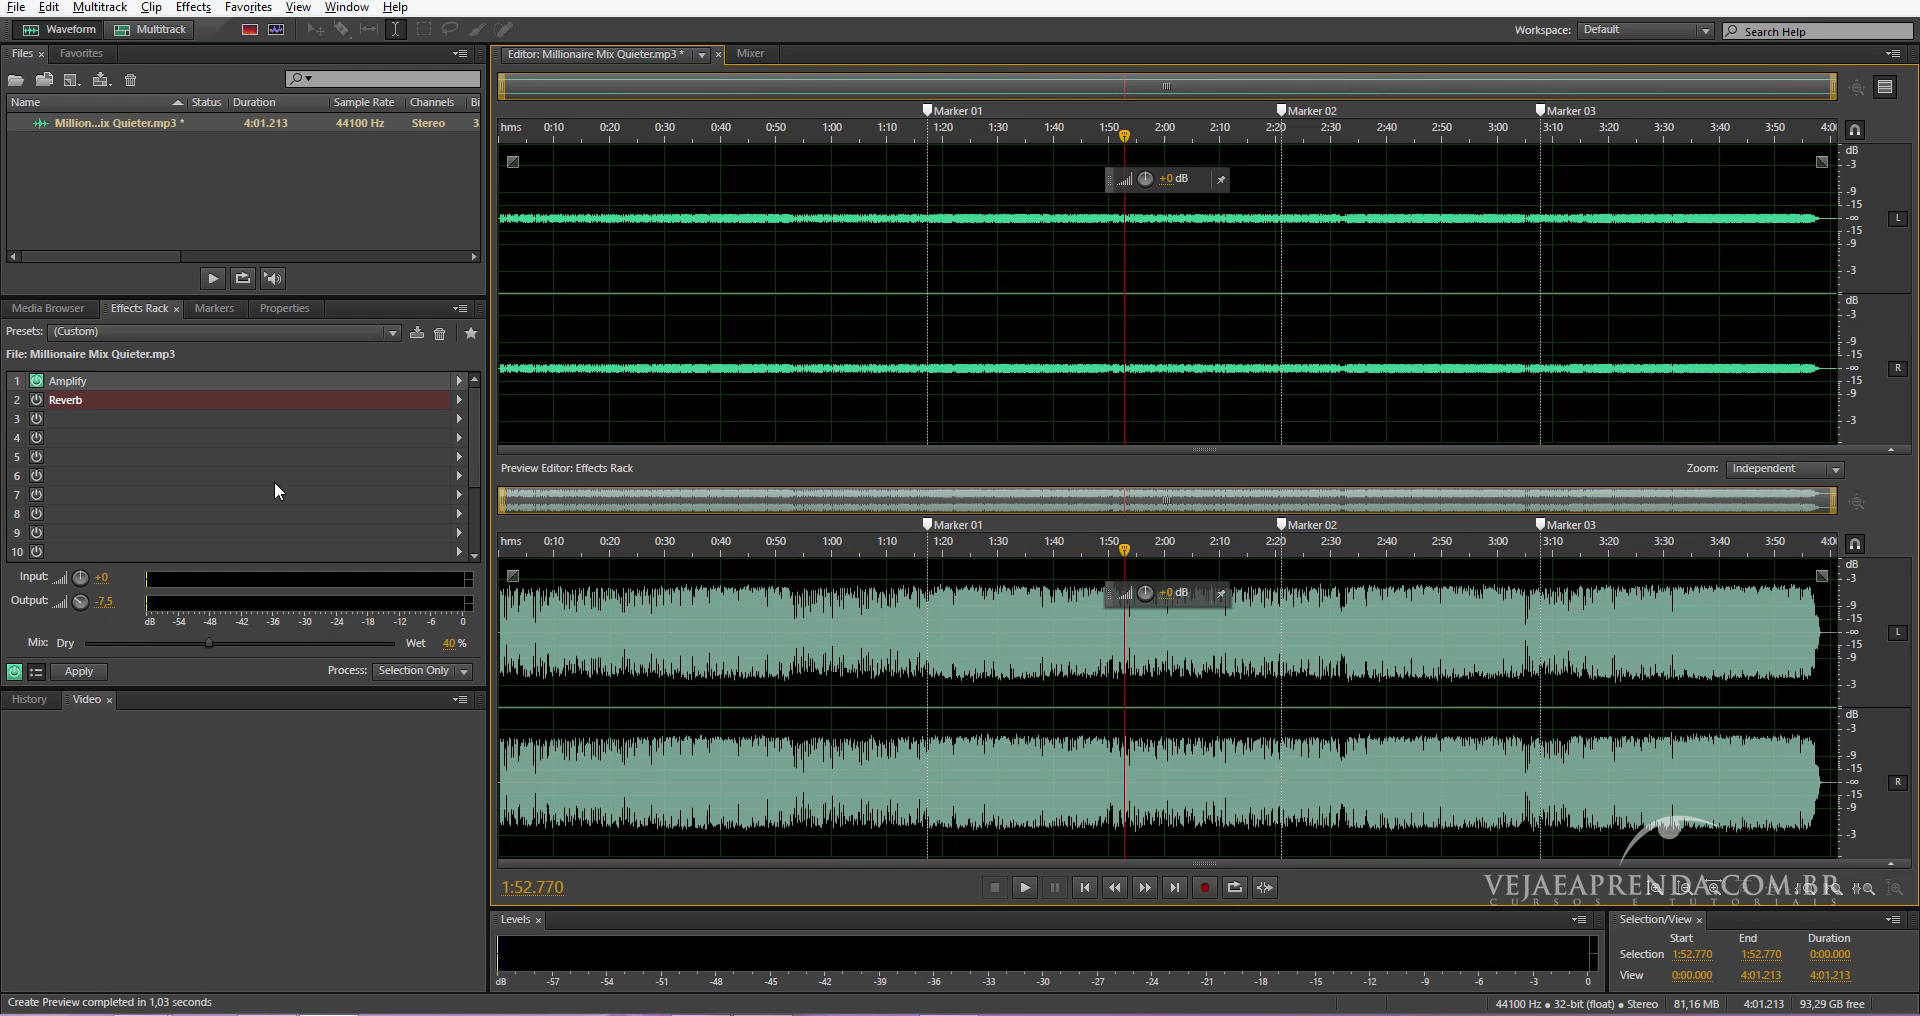 File Edit Multitrack Clip Effects Favorites View Window Help
Waveform Multitrack Workspace: Default Search Help
Files × Favorites
Name Status Duration Sample Rate Channels Bi
Million...ix Quieter.mp3 * 4:01.213 44100 Hz Stereo 3
Media Browser Effects Rack × Markers Properties
Presets: (Custom)
File: Millionaire Mix Quieter.mp3
1 Amplify
2 Reverb
3
4
5
6
7
8
9
10
Input: +0
Output: -7,5
dB -54 -48 -42 -36 -30 -24 -18 -12 -6 0
Mix: Dry Wet 40 %
Apply Process: Selection Only
History Video ×
Editor: Millionaire Mix Quieter.mp3 * × Mixer
Marker 01 Marker 02 Marker 03
hms 0:10 0:20 0:30 0:40 0:50 1:00 1:10 1:20 1:30 1:40 1:50 2:00 2:10 2:20 2:30 2:40 2:50 3:00 3:10 3:20 3:30 3:40 3:50 4:0
+0 dB
dB
-3
-9
-15
-∞
-15
-9
-3
L
dB
-3
-9
-15
-∞
-15
-9
-3
R
Preview Editor: Effects Rack Zoom: Independent
Marker 01 Marker 02 Marker 03
hms 0:10 0:20 0:30 0:40 0:50 1:00 1:10 1:20 1:30 1:40 1:50 2:00 2:10 2:20 2:30 2:40 2:50 3:00 3:10 3:20 3:30 3:40 3:50 4:0
+0 dB
dB
-3
-9
-15
-∞
-15
-9
-3
L
dB
-3
-9
-15
-∞
-15
-9
-3
R
1:52.770
VEJAEAPRENDA.COM.BR
CURSOS E TUTORIAIS
Levels ×
dB -57 -54 -51 -48 -45 -42 -39 -36 -33 -30 -27 -24 -21 -18 -15 -12 -9 -6 -3 0
Selection/View ×
Start End Duration
Selection 1:52.770 1:52.770 0:00.000
View 0:00.000 4:01.213 4:01.213
Create Preview completed in 1,03 seconds
44100 Hz ● 32-bit (float) ● Stereo 81,16 MB 4:01.213 93,29 GB free